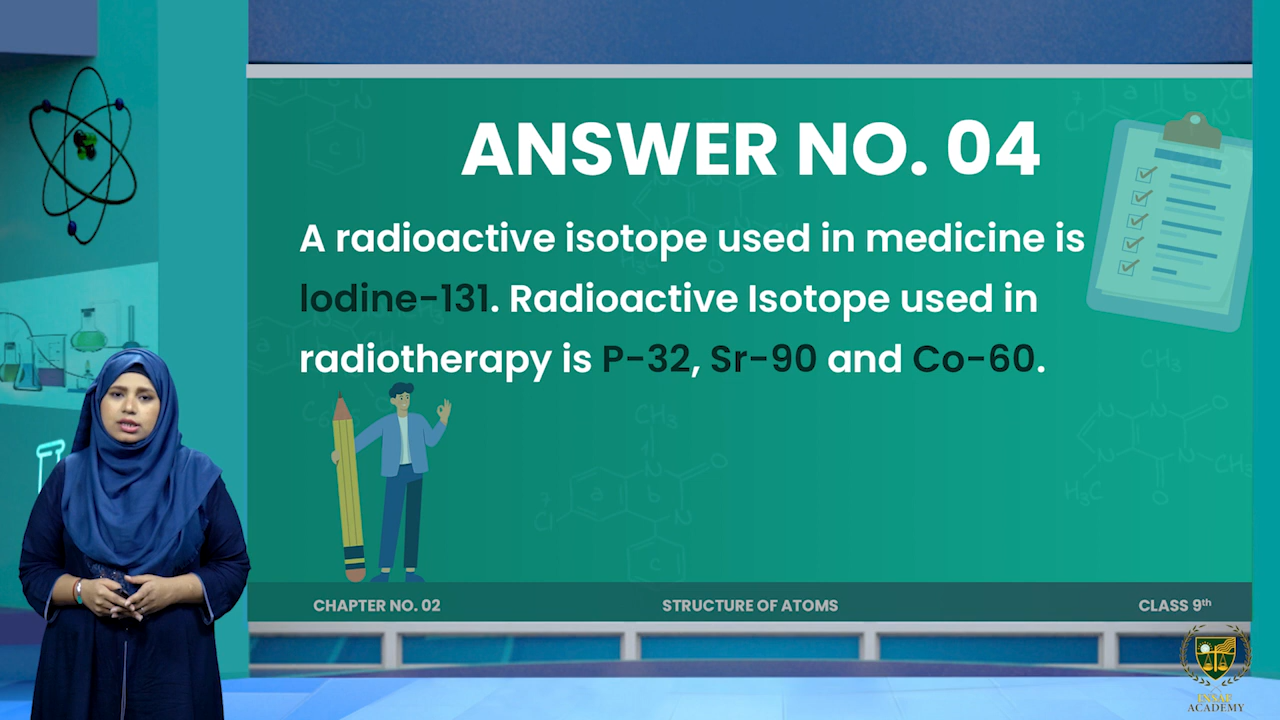 ANSWER NO. 04
A radioactive isotope used in medicine is
Iodine-131. Radioactive Isotope used in
radiotherapy is P-32, Sr-90 and Co-60.
CHAPTER NO. 02
STRUCTURE OF ATOMS
CLASS 9th
INSAF
ACADEMY